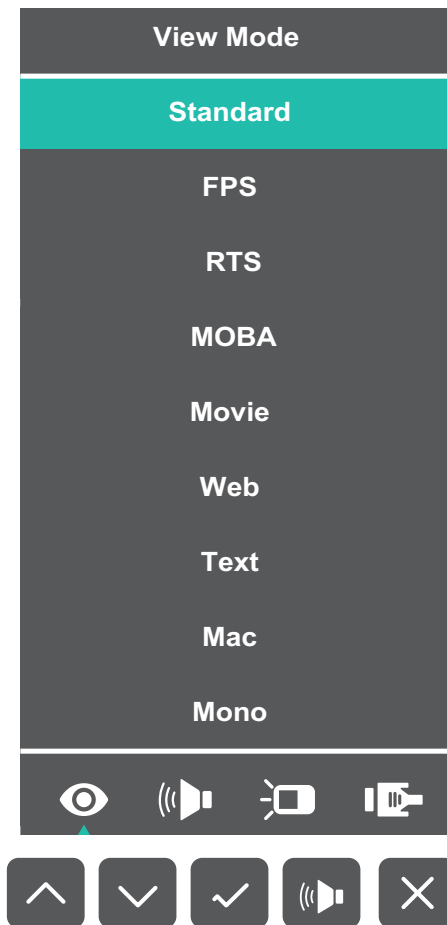 View Mode
Standard
FPS
RTS
MOBA
Movie
Web
Text
Mac
Mono